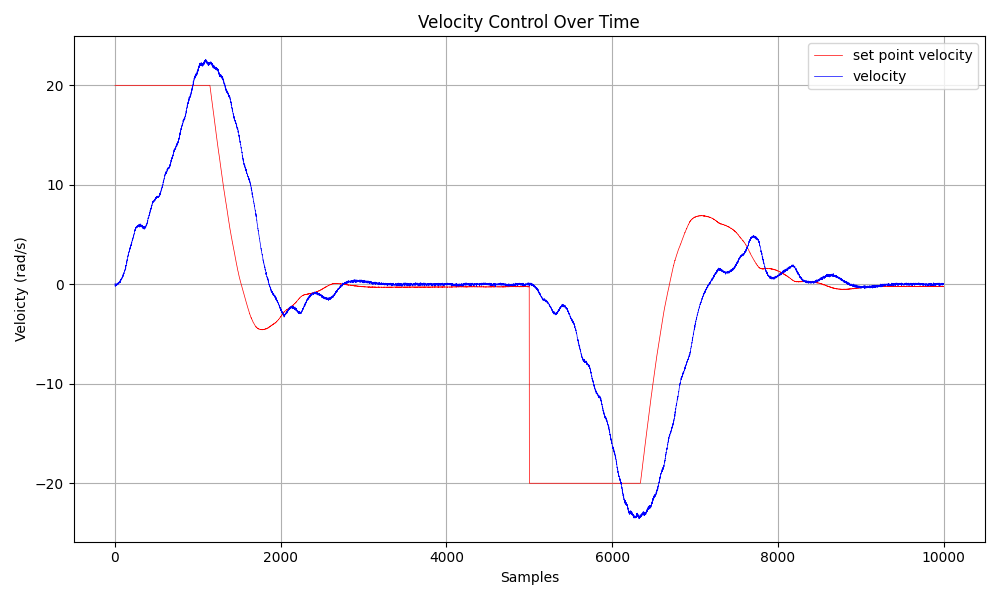 Velocity Control Over Time
set point velocity
velocity
Veloicty (rad/s)
20
10
0
−10
−20
0
2000
4000
6000
8000
10000
Samples